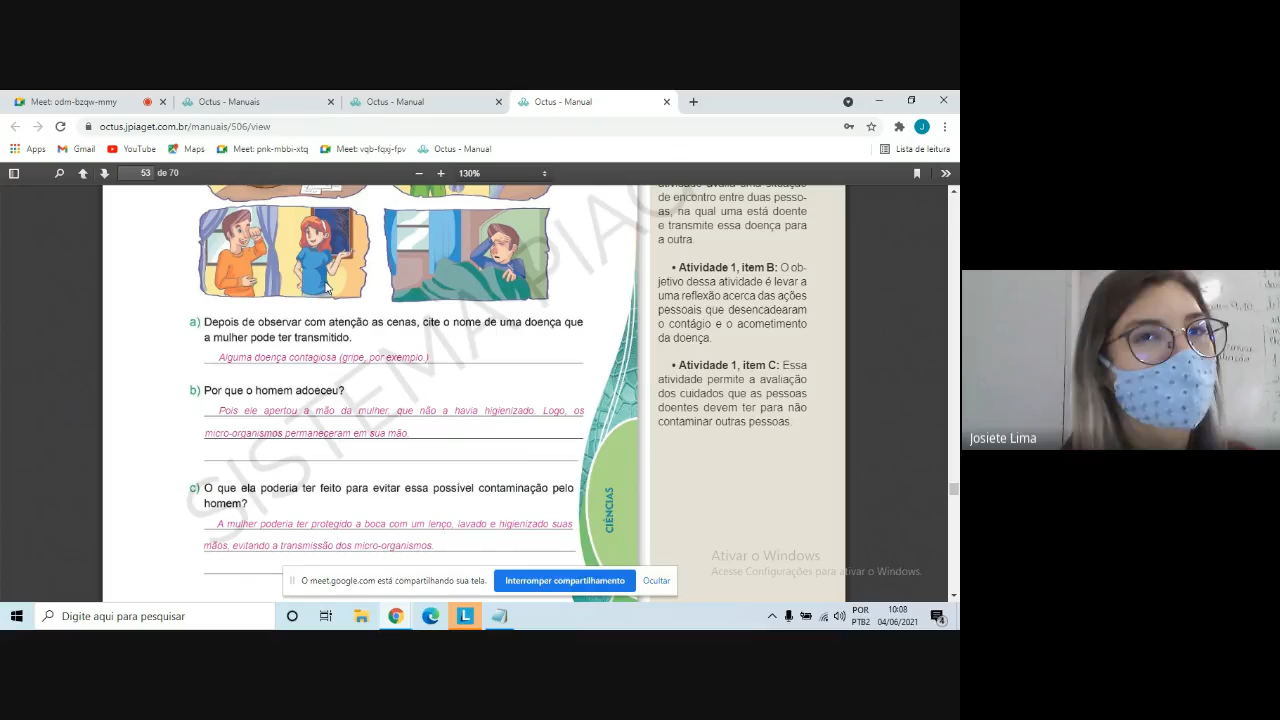 Meet: odm-bzqw-mmy
Octus - Manuais
Octus - Manual
Octus - Manual
octus.jpiaget.com.br/manuais/506/view
J
Apps
Gmail
YouTube
Maps
Meet: pnk-mbbi-xtq
Meet: vqb-fqxj-fpv
Octus - Manual
Lista de leitura
53 de 70
130%
atividade avalia uma situação
de encontro entre duas pesso-
as, na qual uma está doente
e transmite essa doença para
a outra.
• Atividade 1, item B: O ob-
jetivo dessa atividade é levar a
uma reflexão acerca das ações
pessoais que desencadearam
o contágio e o acometimento
da doença.
• Atividade 1, item C: Essa
atividade permite a avaliação
dos cuidados que as pessoas
doentes devem ter para não
contaminar outras pessoas.
a) Depois de observar com atenção as cenas, cite o nome de uma doença que
a mulher pode ter transmitido.
Alguma doença contagiosa (gripe, por exemplo.)
b) Por que o homem adoeceu?
Pois ele apertou a mão da mulher, que não a havia higienizado. Logo, os
micro-organismos permaneceram em sua mão.
c) O que ela poderia ter feito para evitar essa possível contaminação pelo
homem?
A mulher poderia ter protegido a boca com um lenço, lavado e higienizado suas
mãos, evitando a transmissão dos micro-organismos.
SISTEMA PIAG
CIÊNCIAS
Ativar o Windows
Acesse Configurações para ativar o Windows.
O meet.google.com está compartilhando sua tela.
Interromper compartilhamento
Ocultar
Digite aqui para pesquisar
L
POR
PTB2
10:08
04/06/2021
4
Josiete Lima